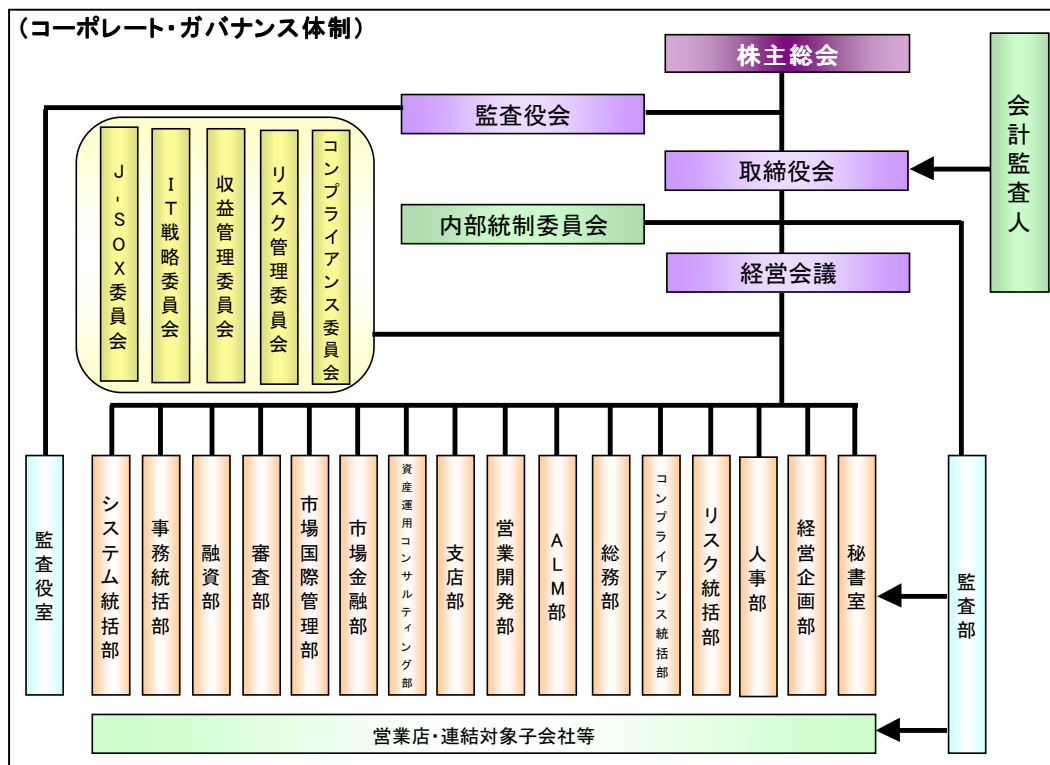 （コーポレート・ガバナンス体制）
株主総会
会計監査人
監査役会
取締役会
内部統制委員会
経営会議
J-SOX委員会
IT戦略委員会
収益管理委員会
リスク管理委員会
コンプライアンス委員会
監査役室
システム統括部
事務統括部
融資部
審査部
市場国際管理部
市場金融部
資産運用コンサルティング部
支店部
営業開発部
ALM部
総務部
コンプライアンス統括部
リスク統括部
人事部
経営企画部
秘書室
監査部
営業店・連結対象子会社等